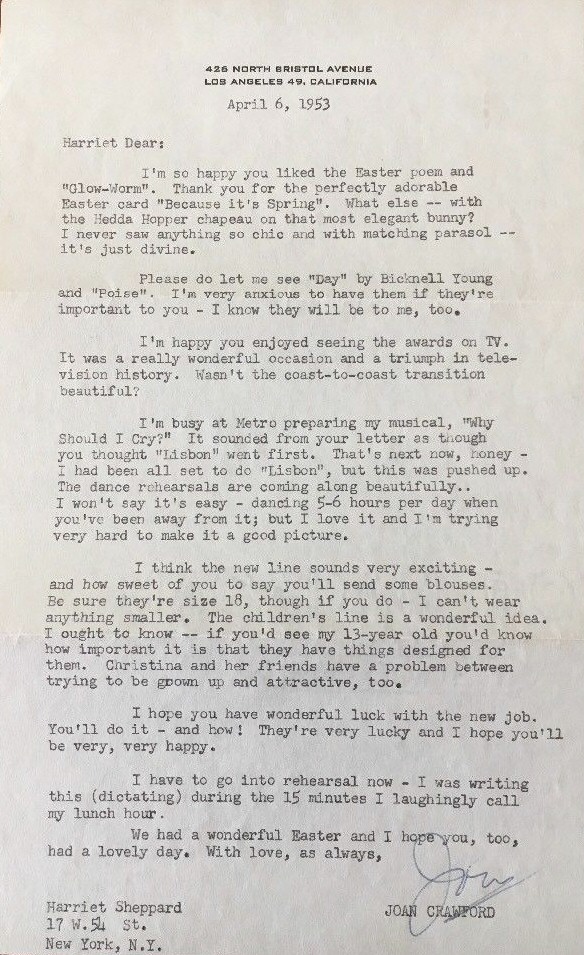 426 NORTH BRISTOL AVENUE
LOS ANGELES 49, CALIFORNIA
April 6, 1953
Harriet Dear:
I'm so happy you liked the Easter poem and
"Glow-Worm". Thank you for the perfectly adorable
Easter card "Because it's Spring". What else -- with
the Hedda Hopper chapeau on that most elegant bunny?
I never saw anything so chic and with matching parasol --
it's just divine.
Please do let me see "Day" by Bicknell Young
and "Poise". I'm very anxious to have them if they're
important to you - I know they will be to me, too.
I'm happy you enjoyed seeing the awards on TV.
It was a really wonderful occasion and a triumph in tele-
vision history. Wasn't the coast-to-coast transition
beautiful?
I'm busy at Metro preparing my musical, "Why
Should I Cry?" It sounded from your letter as though
you thought "Lisbon" went first. That's next now, honey -
I had been all set to do "Lisbon", but this was pushed up.
The dance rehearsals are coming along beautifully..
I won't say it's easy - dancing 5-6 hours per day when
you've been away from it; but I love it and I'm trying
very hard to make it a good picture.
I think the new line sounds very exciting -
and how sweet of you to say you'll send some blouses.
Be sure they're size 18, though if you do - I can't wear
anything smaller. The children's line is a wonderful idea.
I ought to know -- if you'd see my 13-year old you'd know
how important it is that they have things designed for
them. Christina and her friends have a problem between
trying to be grown up and attractive, too.
I hope you have wonderful luck with the new job.
You'll do it - and how! They're very lucky and I hope you'll
be very, very happy.
I have to go into rehearsal now - I was writing
this (dictating) during the 15 minutes I laughingly call
my lunch hour.
We had a wonderful Easter and I hope you, too,
had a lovely day. With love, as always,
Joan
JOAN CRAWFORD
Harriet Sheppard
17 W.54 St.
New York, N.Y.